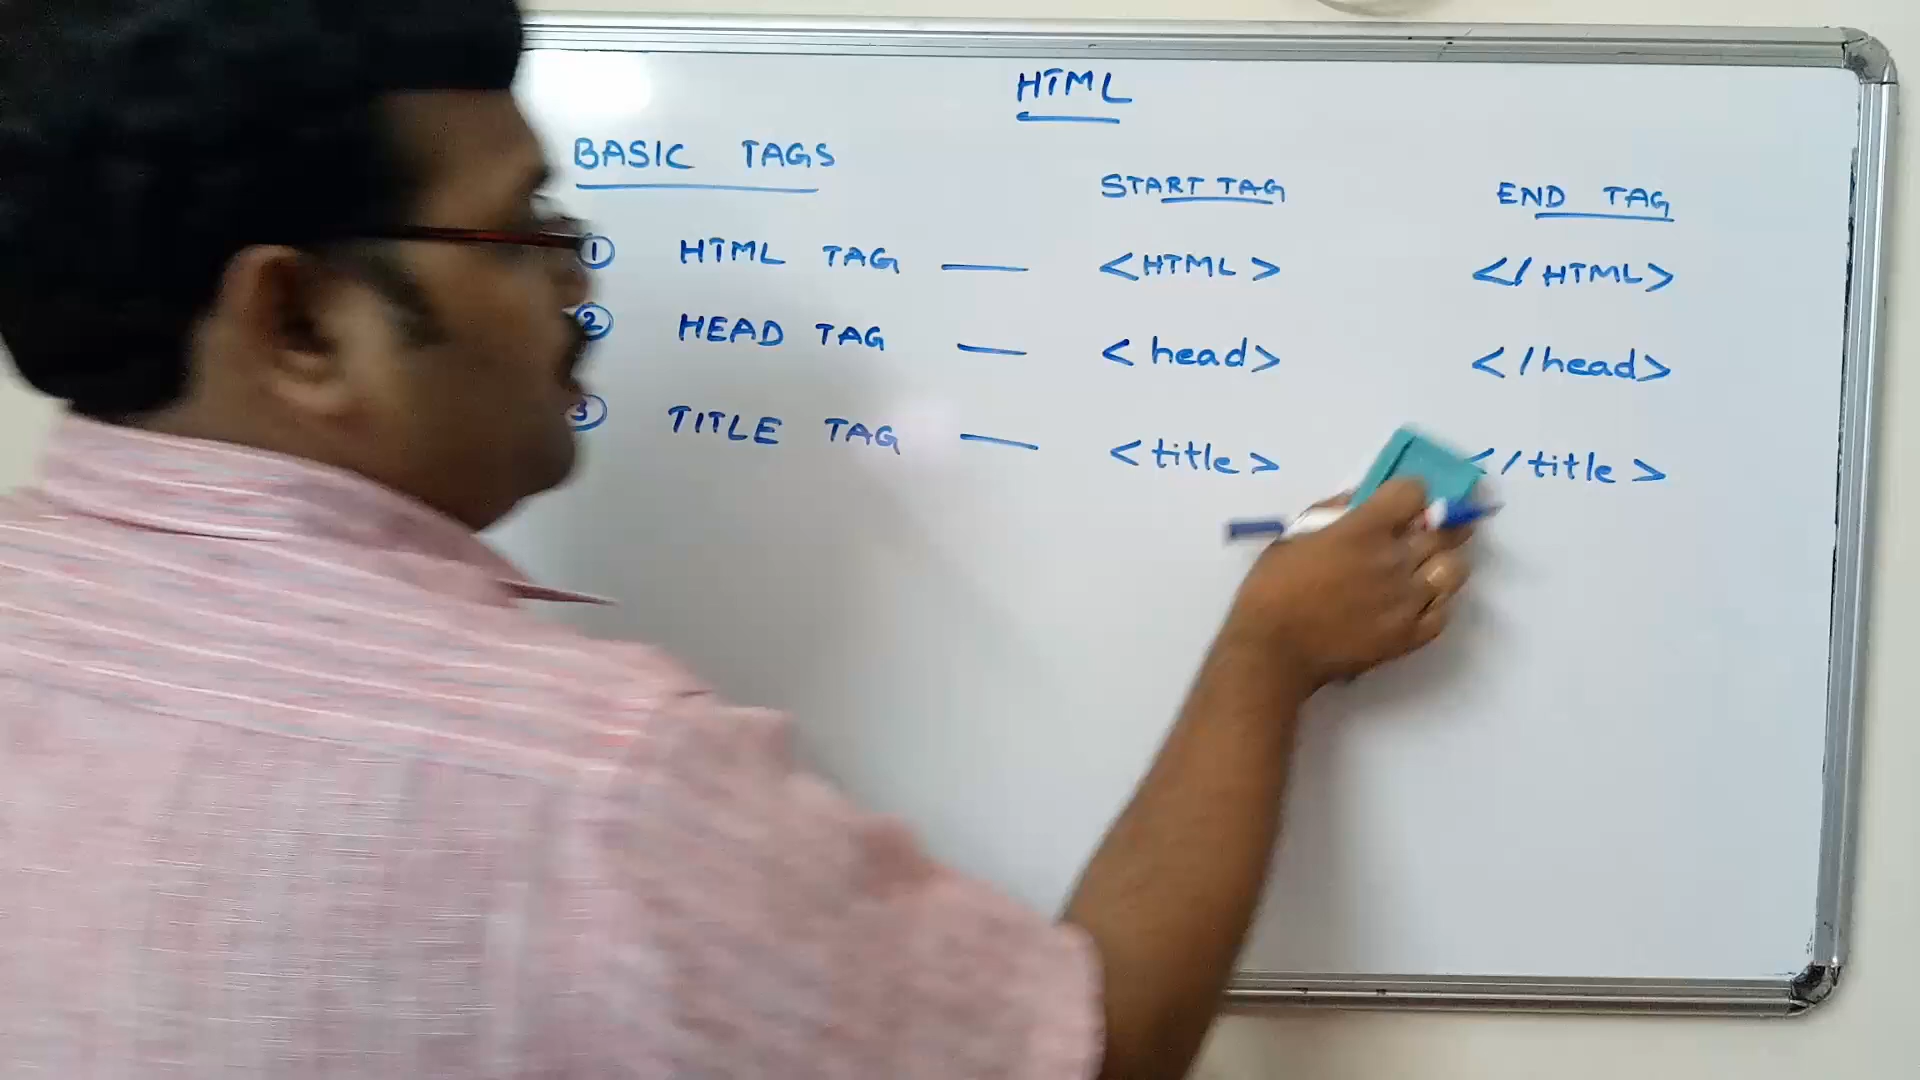 HTML
BASIC TAGS
START TAG END TAG
1 HTML TAG — <HTML> </HTML>
2 HEAD TAG — <head> </head>
3 TITLE TAG — <title> </title>